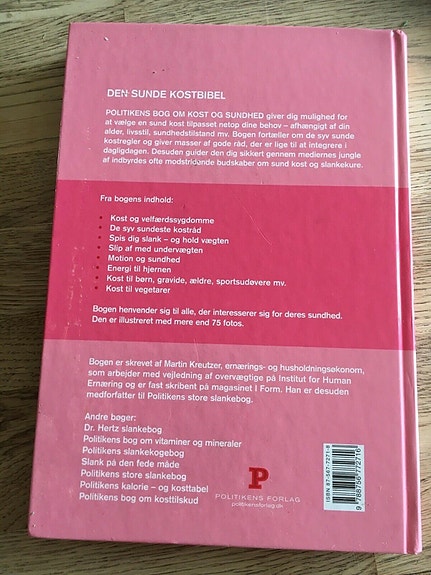 DEN SUNDE KOSTBIBEL
POLITIKENS BOG OM KOST OG SUNDHED giver dig mulighed for
at vælge en sund kost tilpasset netop dine behov – afhængigt af din
alder, livsstil, sundhedstilstand mv. Bogen fortæller om de syv sunde
kostregler og giver masser af gode råd, der er lige til at integrere i
dagligdagen. Desuden guider den dig sikkert gennem mediernes jungle
af indbyrdes ofte modstridende budskaber om sund kost og slankekure.
Fra bogens indhold:
• Kost og velfærdssygdomme
• De syv sundeste kostråd
• Spis dig slank – og hold vægten
• Slip af med undervægten
• Motion og sundhed
• Energi til hjernen
• Kost til børn, gravide, ældre, sportsudøvere mv.
• Kost til vegetarer
Bogen henvender sig til alle, der interesserer sig for deres sundhed.
Den er illustreret med mere end 75 fotos.
Bogen er skrevet af Martin Kreutzer, ernærings- og husholdningsøkonom,
som arbejder med vejledning af overvægtige på Institut for Human
Ernæring og er fast skribent på magasinet I Form. Han er desuden
medforfatter til Politikens store slankebog.
Andre bøger:
Dr. Hertz slankebog
Politikens bog om vitaminer og mineraler
Politikens slankekogebog
Slank på den fede måde
Politikens store slankebog
Politikens kalorie – og kosttabel
Politikens bog om kosttilskud
P
POLITIKENS FORLAG
politikensforlag.dk
ISBN 87-567-7271-8
9 788756 772716